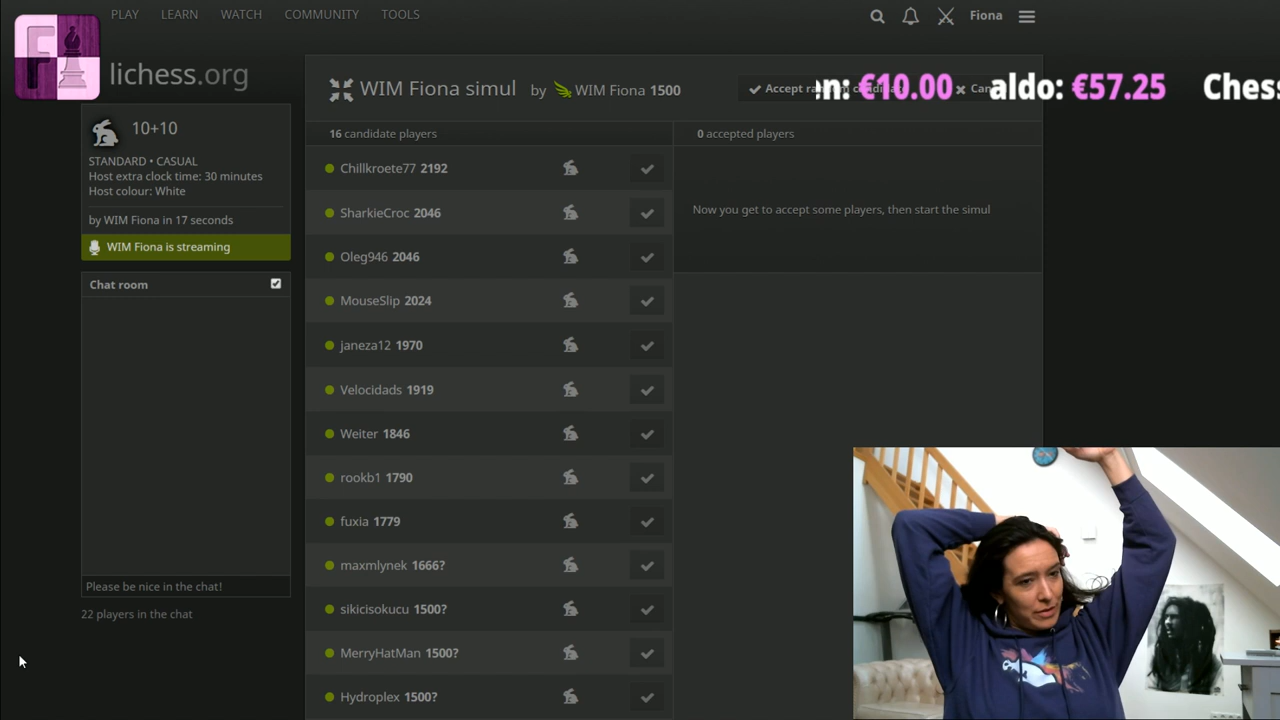 PLAY LEARN WATCH COMMUNITY TOOLS
Fiona
F
lichess.org
WIM Fiona simul by WIM Fiona 1500
Accept
n: €10.00 aldo: €57.25 Chess
10+10
STANDARD • CASUAL
Host extra clock time: 30 minutes
Host colour: White
by WIM Fiona in 17 seconds
WIM Fiona is streaming
Chat room
Please be nice in the chat!
22 players in the chat
16 candidate players
Chillkroete77 2192
SharkieCroc 2046
Oleg946 2046
MouseSlip 2024
janeza12 1970
Velocidads 1919
Weiter 1846
rookb1 1790
fuxia 1779
maxmlynek 1666?
sikicisokucu 1500?
MerryHatMan 1500?
Hydroplex 1500?
0 accepted players
Now you get to accept some players, then start the simul